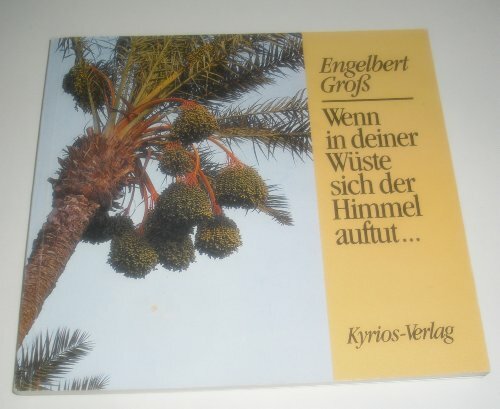 Engelbert
Groß
Wenn
in deiner
Wüste
sich der
Himmel
auftut...
Kyrios-Verlag